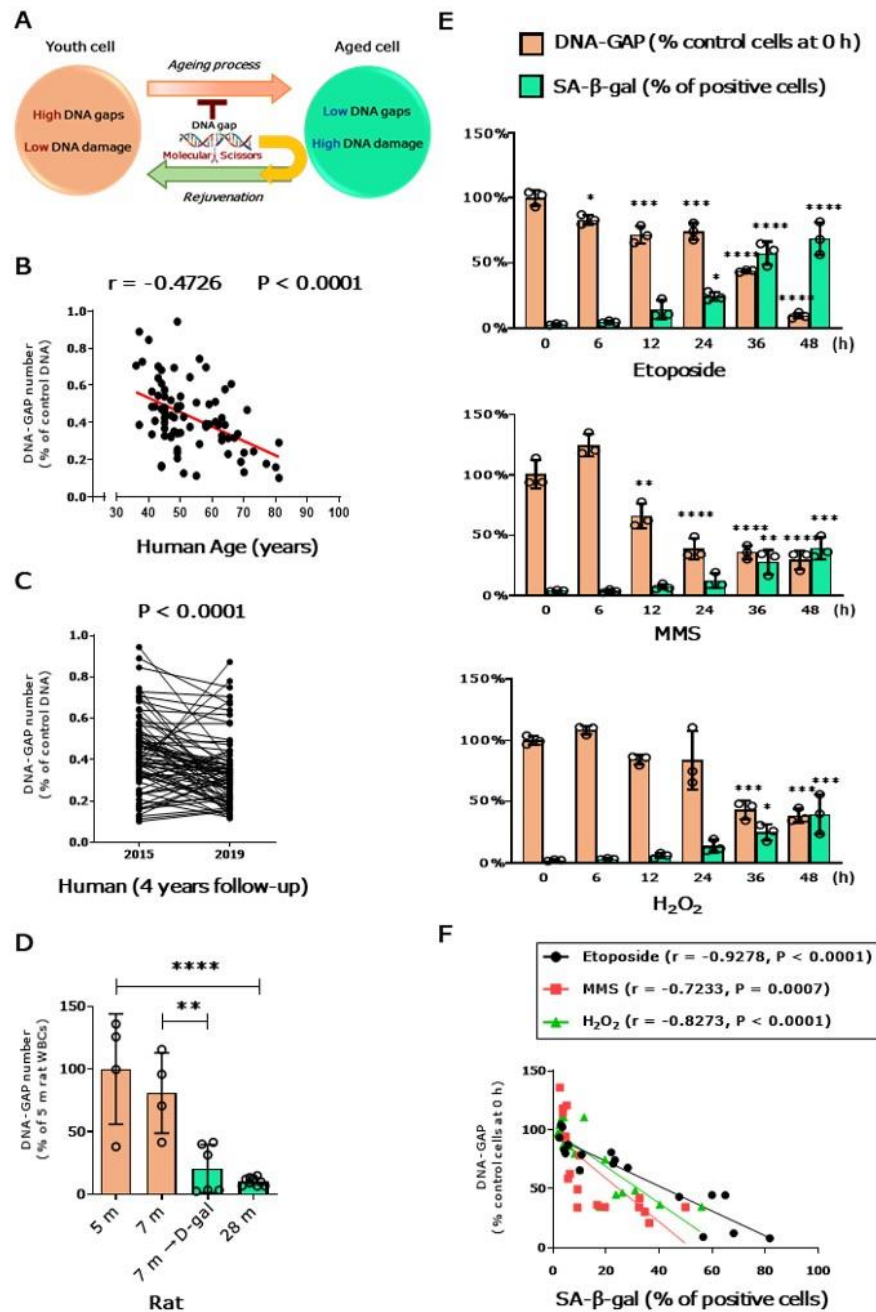 A
Youth cell
Ageing process
Aged cell
High DNA gaps
Low DNA damage
DNA gap
Molecular Scissors
Low DNA gaps
High DNA damage
Rejuvenation
B
r = -0.4726 P < 0.0001
DNA-GAP number
(% of control DNA)
1.0
0.8
0.6
0.4
0.2
0.0
30 40 50 60 70 80 90 100
Human Age (years)
C
P < 0.0001
DNA-GAP number
(% of control DNA)
1.0
0.8
0.6
0.4
0.2
0.0
2015 2019
Human (4 years follow-up)
D
****
**
DNA-GAP number
(% of 5 m rat WBCs)
150
100
50
0
5 m
7 m
7 m → D-gal
28 m
Rat
E
DNA-GAP (% control cells at 0 h)
SA-β-gal (% of positive cells)
150%
100%
50%
0%
* *** *** * **** **** **** ****
0 6 12 24 36 48 (h)
Etoposide
150%
100%
50%
0%
** **** **** ** **** ***
0 6 12 24 36 48 (h)
MMS
150%
100%
50%
0%
*** * *** ***
0 6 12 24 36 48 (h)
H₂O₂
F
Etoposide (r = -0.9278, P < 0.0001)
MMS (r = -0.7233, P = 0.0007)
H₂O₂ (r = -0.8273, P < 0.0001)
DNA-GAP
(% control cells at 0 h)
150
100
50
0
0 20 40 60 80 100
SA-β-gal (% of positive cells)